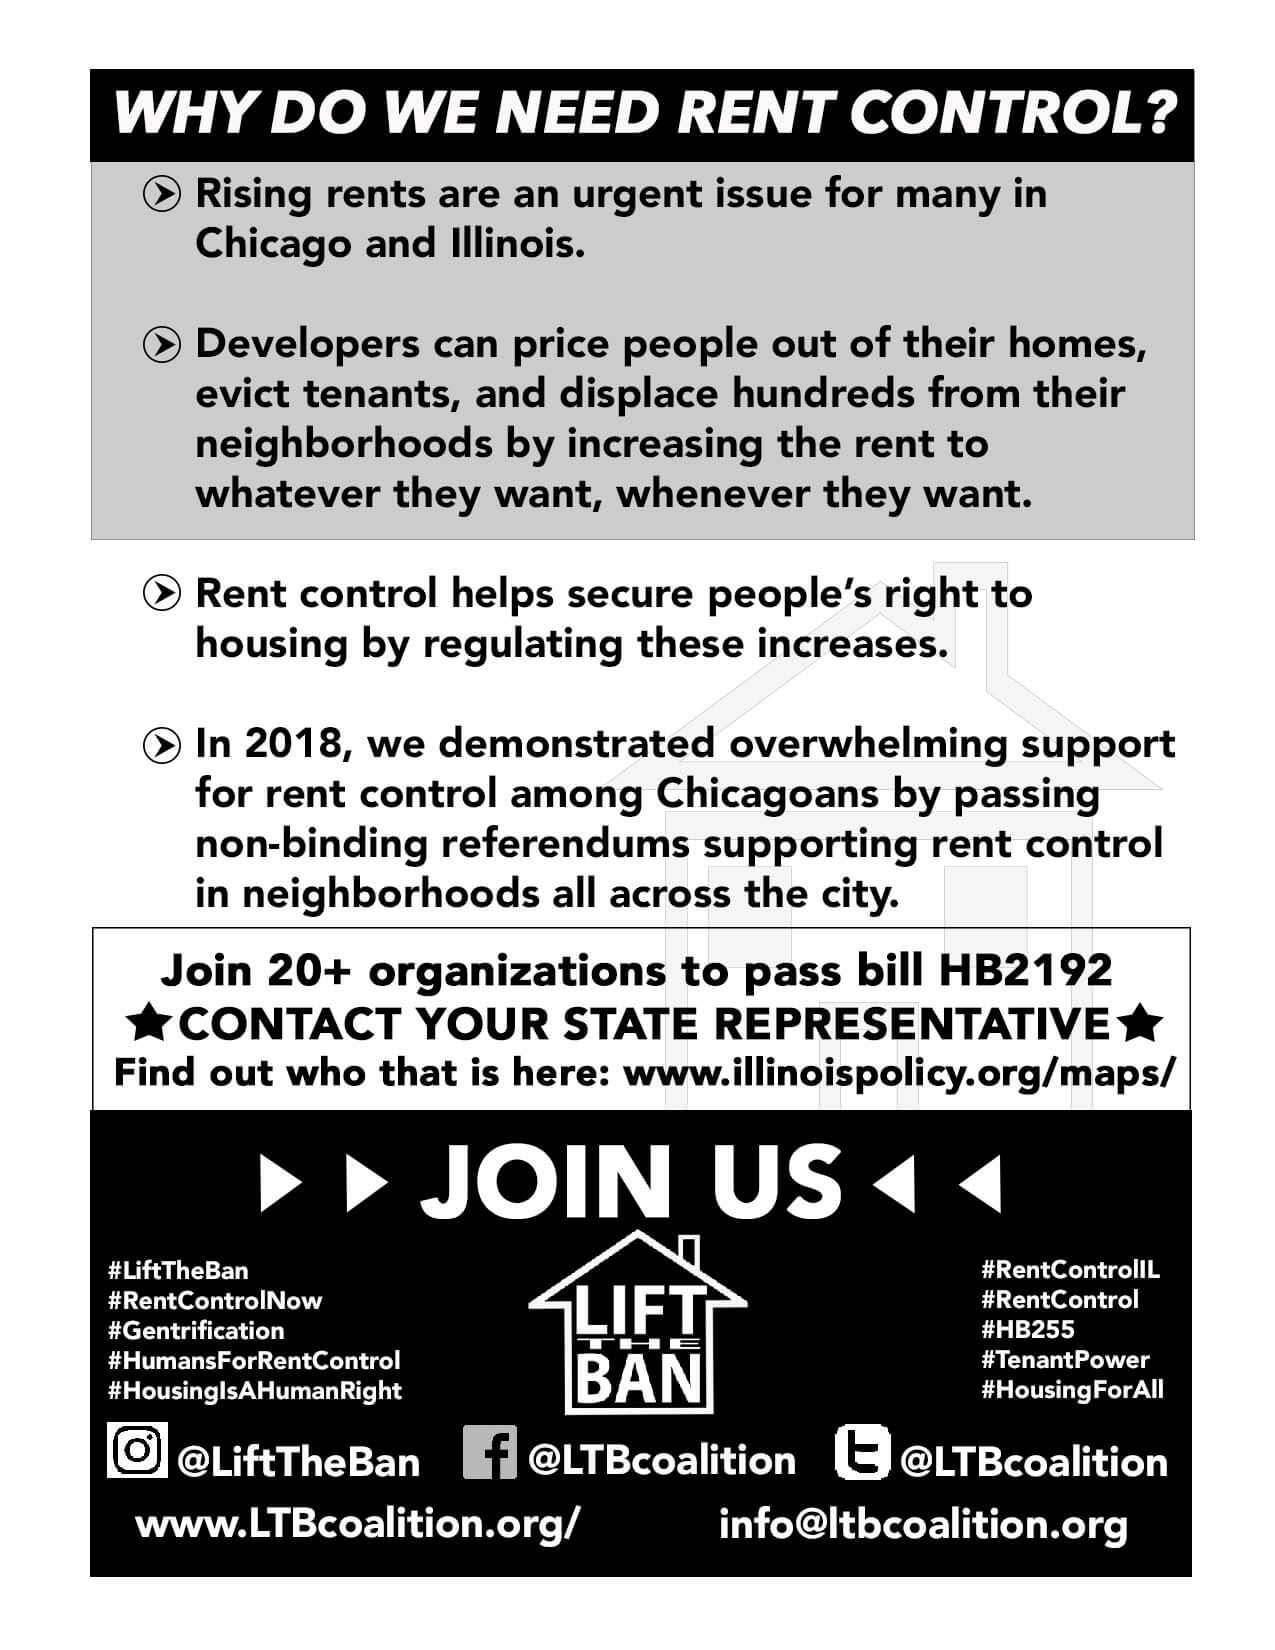 WHY DO WE NEED RENT CONTROL?
Rising rents are an urgent issue for many in
Chicago and Illinois.
Developers can price people out of their homes,
evict tenants, and displace hundreds from their
neighborhoods by increasing the rent to
whatever they want, whenever they want.
Rent control helps secure people’s right to
housing by regulating these increases.
In 2018, we demonstrated overwhelming support
for rent control among Chicagoans by passing
non-binding referendums supporting rent control
in neighborhoods all across the city.
Join 20+ organizations to pass bill HB2192
CONTACT YOUR STATE REPRESENTATIVE
Find out who that is here: www.illinoispolicy.org/maps/
JOIN US
#LiftTheBan
#RentControlNow
#Gentrification
#HumansForRentControl
#HousingIsAHumanRight
LIFT
THE
BAN
#RentControlIL
#RentControl
#HB255
#TenantPower
#HousingForAll
@LiftTheBan
@LTBcoalition
@LTBcoalition
www.LTBcoalition.org/
info@ltbcoalition.org